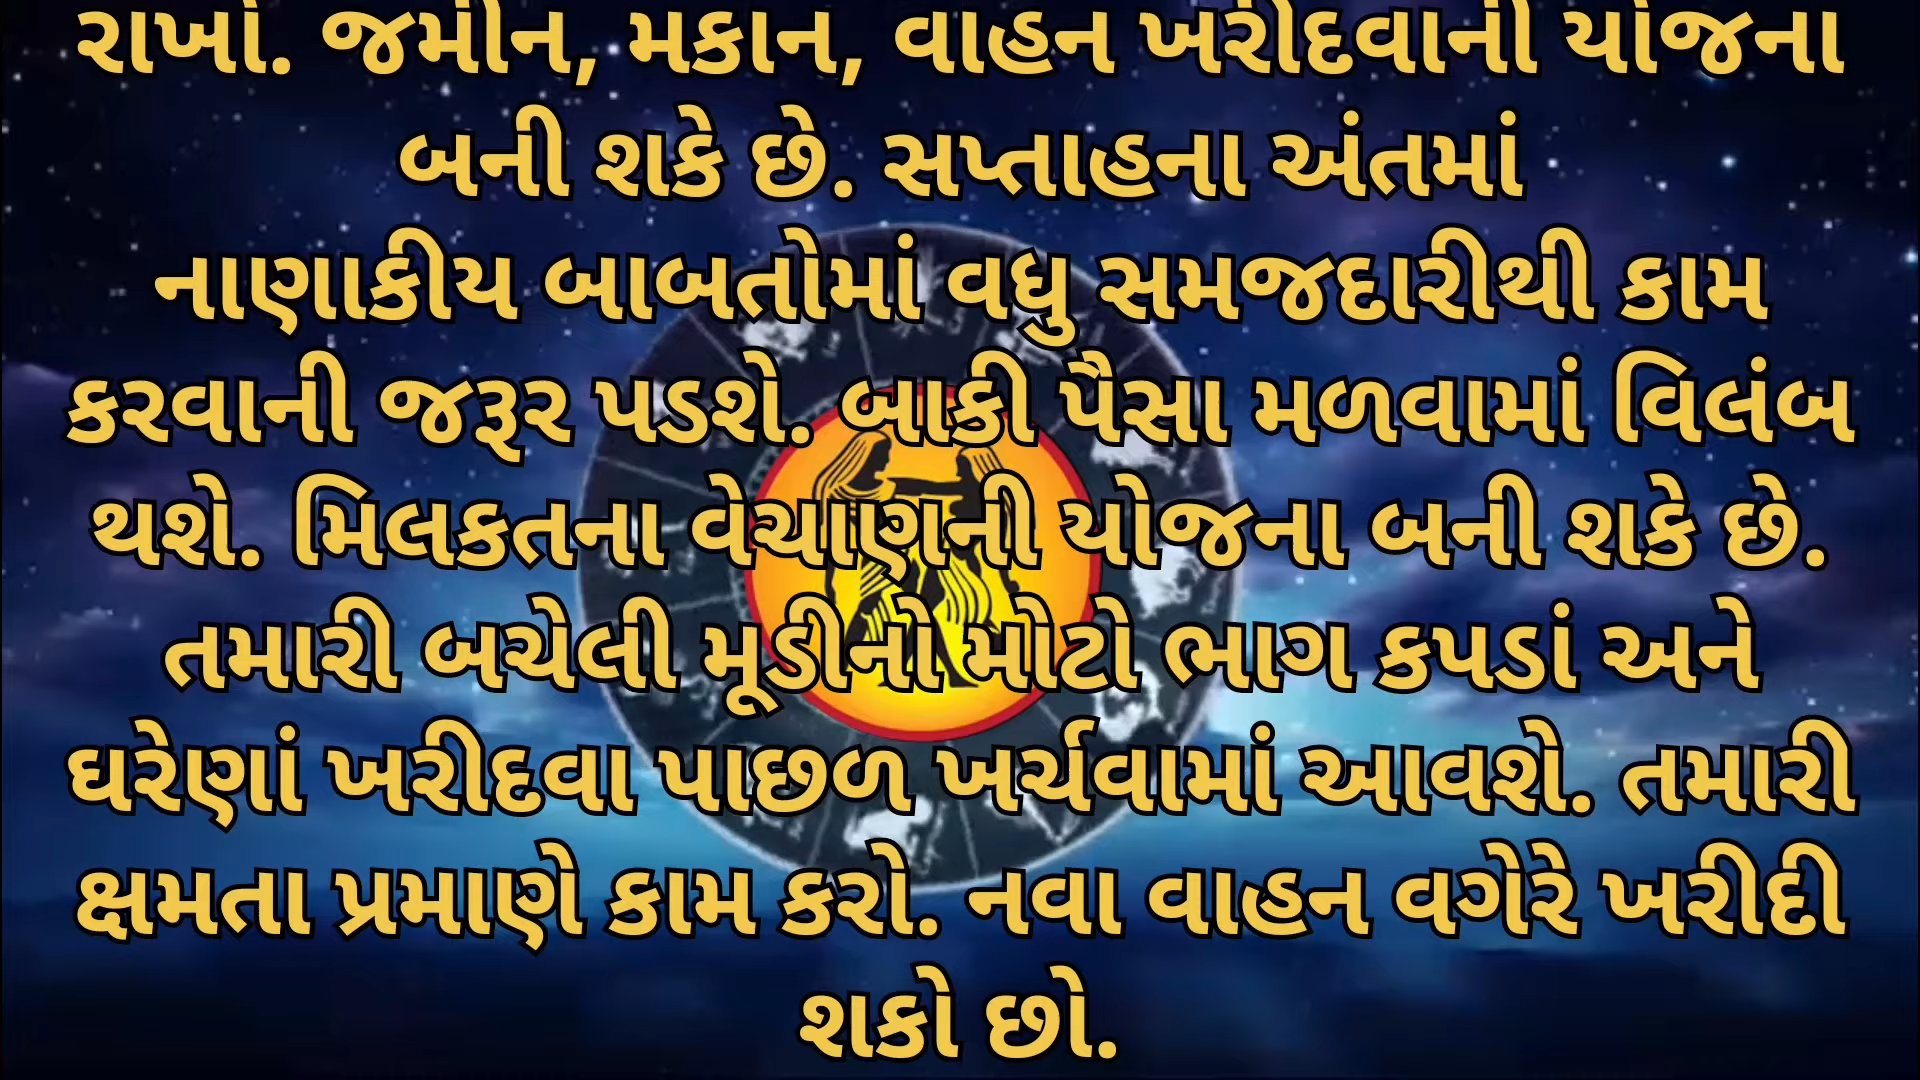 રાખો. જમીન, મકાન, વાહન ખરીદવાની યોજના
બની શકે છે. સપ્તાહના અંતમાં
નાણાકીય બાબતોમાં વધુ સમજદારીથી કામ
કરવાની જરૂર પડશે. બાકી પૈસા મળવામાં વિલંબ
થશે. મિલકતના વેચાણની યોજના બની શકે છે.
તમારી બચેલી મૂડીનો મોટો ભાગ કપડાં અને
ઘરેણાં ખરીદવા પાછળ ખર્ચવામાં આવશે. તમારી
ક્ષમતા પ્રમાણે કામ કરો. નવા વાહન વગેરે ખરીદી
શકો છો.